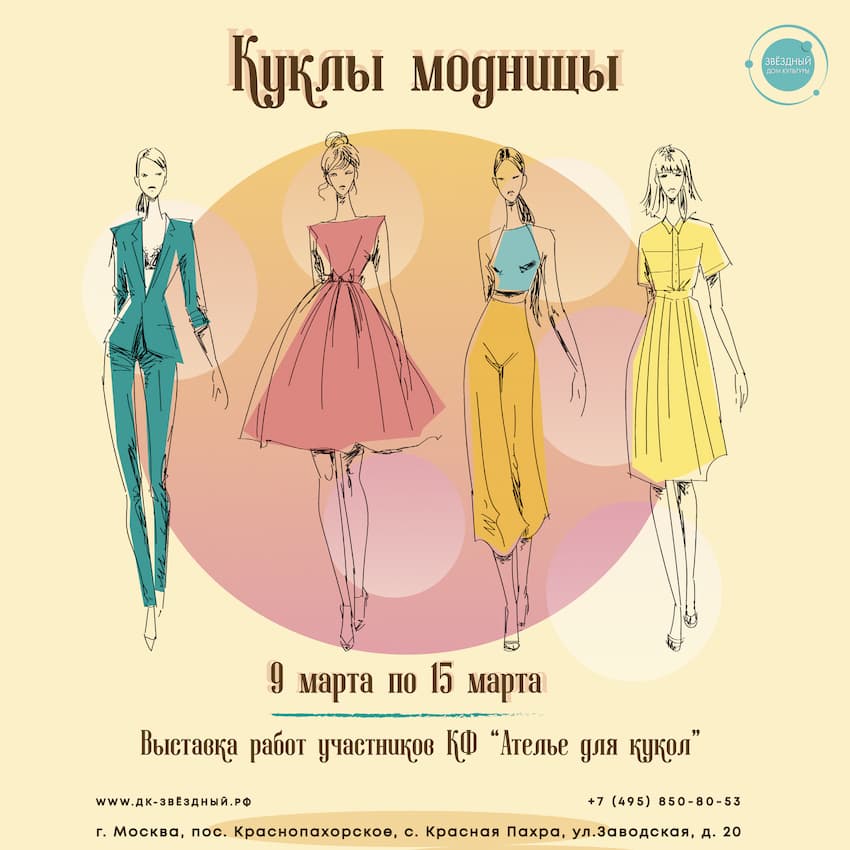 Куклы модницы
ЗВЁЗДНЫЙ
ДОМ КУЛЬТУРЫ
9 марта по 15 марта
Выставка работ участников КФ “Ателье для кукол”
WWW.ДК-ЗВЁЗДНЫЙ.РФ
+7 (495) 850-80-53
г. Москва, пос. Краснопахорское, с. Красная Пахра, ул.Заводская, д. 20